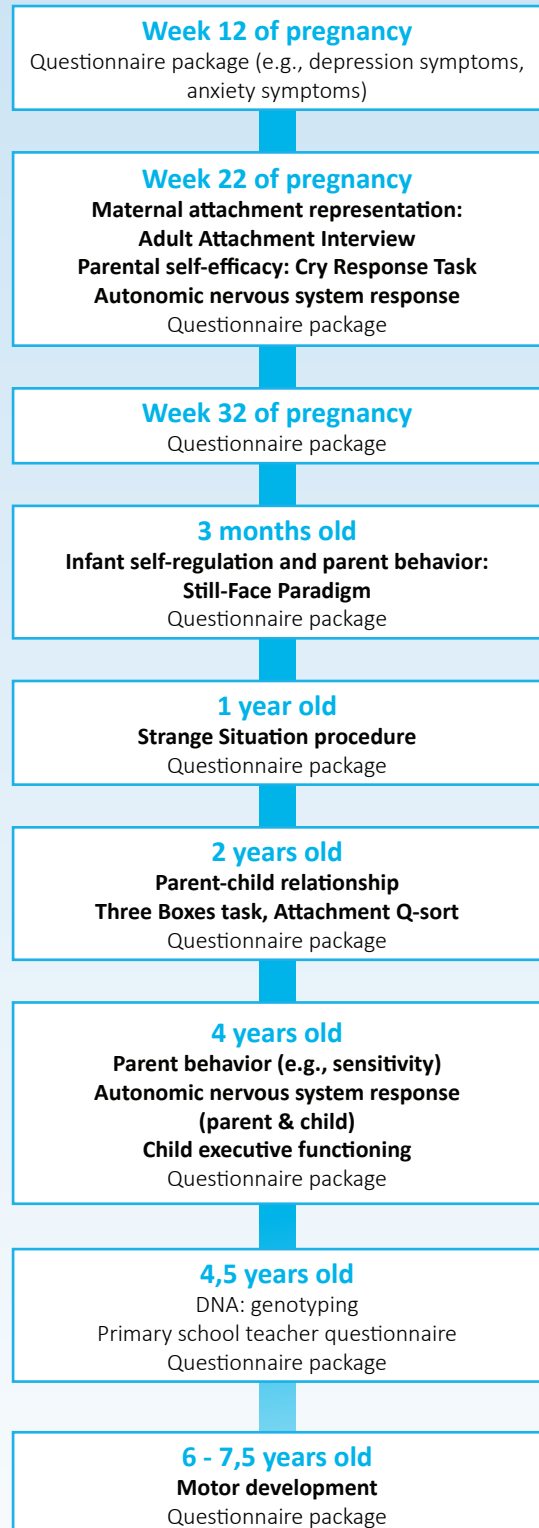 Week 12 of pregnancy
Questionnaire package (e.g., depression symptoms,
anxiety symptoms)
Week 22 of pregnancy
Maternal attachment representation:
Adult Attachment Interview
Parental self-efficacy: Cry Response Task
Autonomic nervous system response
Questionnaire package
Week 32 of pregnancy
Questionnaire package
3 months old
Infant self-regulation and parent behavior:
Still-Face Paradigm
Questionnaire package
1 year old
Strange Situation procedure
Questionnaire package
2 years old
Parent-child relationship
Three Boxes task, Attachment Q-sort
Questionnaire package
4 years old
Parent behavior (e.g., sensitivity)
Autonomic nervous system response
(parent & child)
Child executive functioning
Questionnaire package
4,5 years old
DNA: genotyping
Primary school teacher questionnaire
Questionnaire package
6 - 7,5 years old
Motor development
Questionnaire package